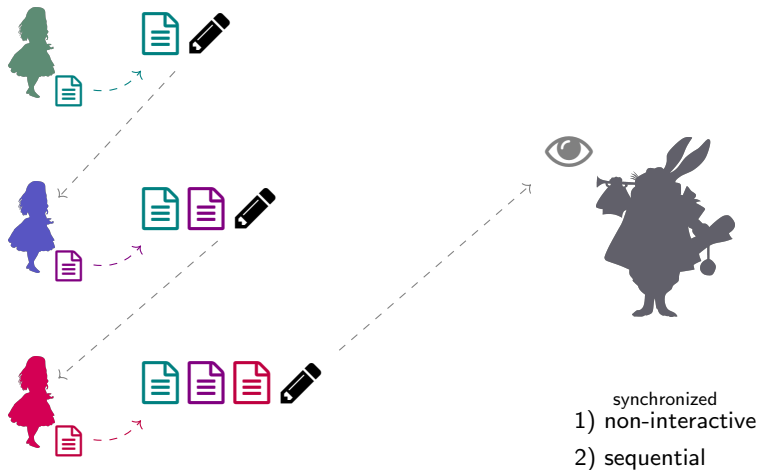 synchronized
1) non-interactive
2) sequential